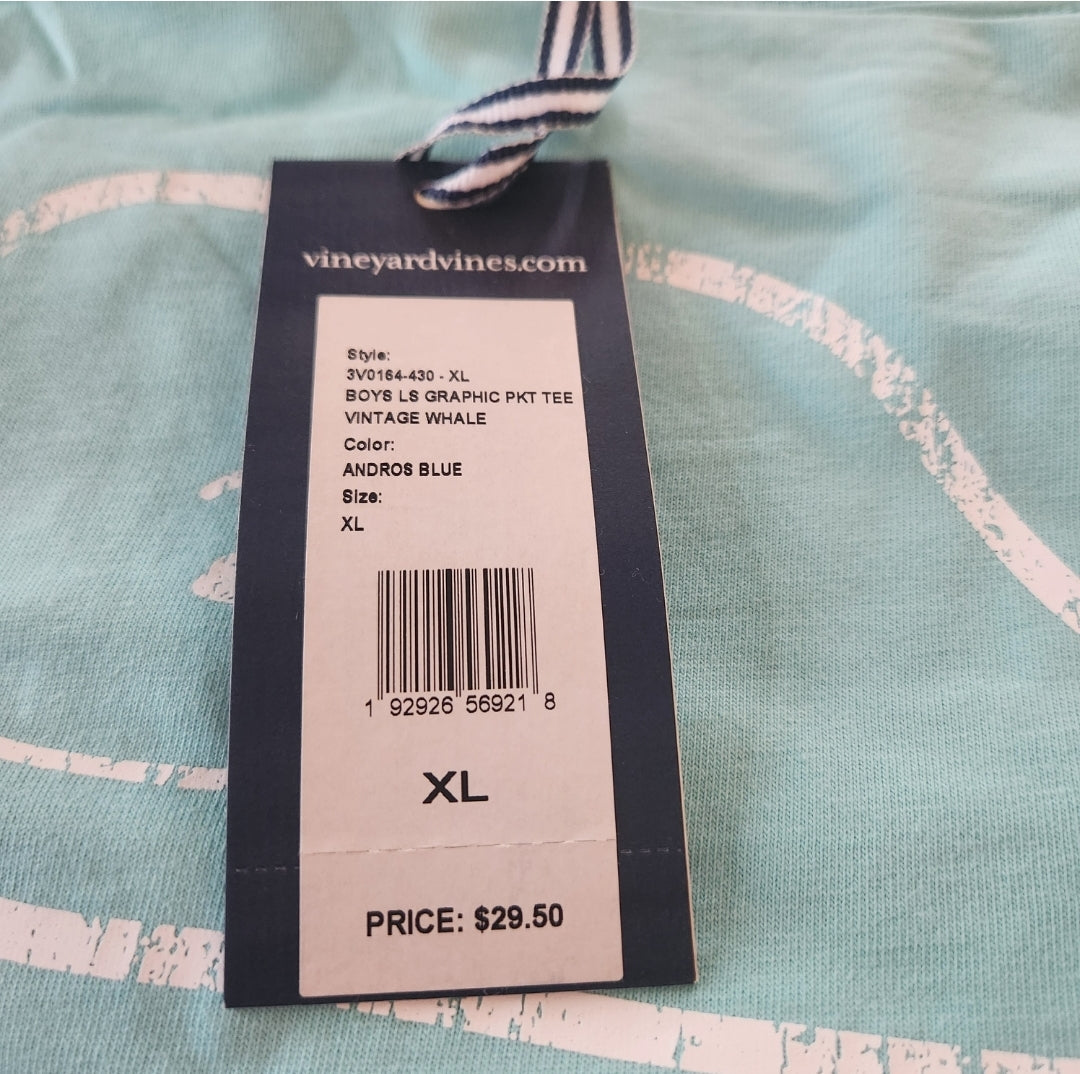 vineyardvines.com
Style:
3V0164-430 - XL
BOYS LS GRAPHIC PKT TEE
VINTAGE WHALE
Color:
ANDROS BLUE
Size:
XL
1 92926 56921 8
XL
PRICE: $29.50